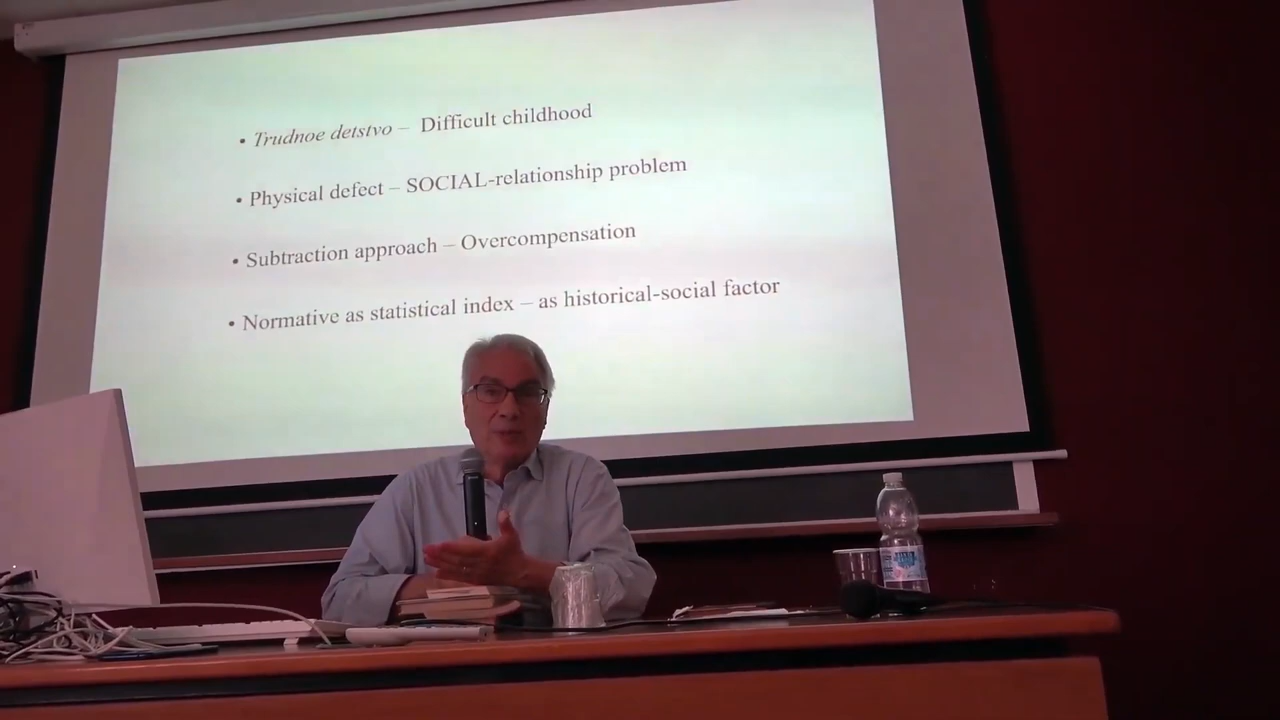 • Trudnoe detstvo – Difficult childhood
• Physical defect – SOCIAL-relationship problem
• Subtraction approach – Overcompensation
• Normative as statistical index – as historical-social factor